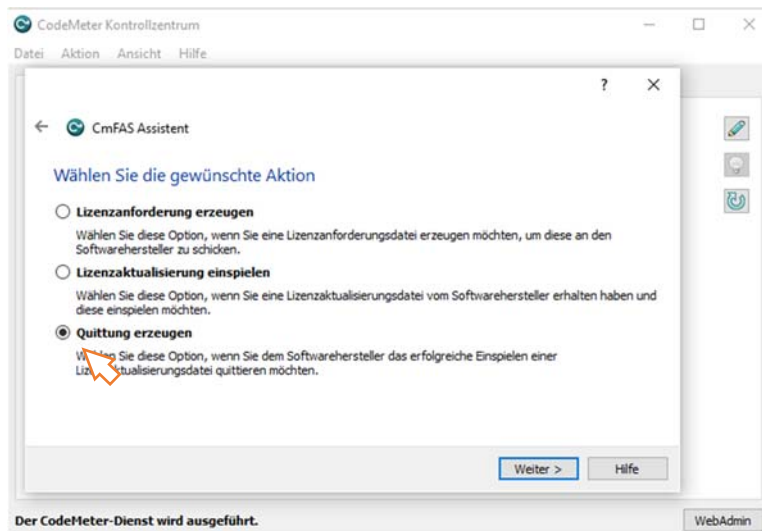 CodeMeter Kontrollzentrum
Datei Aktion Ansicht Hilfe
?
CmFAS Assistent
Wählen Sie die gewünschte Aktion
Lizenzanforderung erzeugen
Wählen Sie diese Option, wenn Sie eine Lizenzanforderungsdatei erzeugen möchten, um diese an den
Softwarehersteller zu schicken.
Lizenzaktualisierung einspielen
Wählen Sie diese Option, wenn Sie eine Lizenzaktualisierungsdatei vom Softwarehersteller erhalten haben und
diese einspielen möchten.
Quittung erzeugen
Sie diese Option, wenn Sie dem Softwarehersteller das erfolgreiche Einspielen einer
quittieren möchten.
Weiter > Hilfe
Der CodeMeter-Dienst wird ausgeführt. WebAdmin